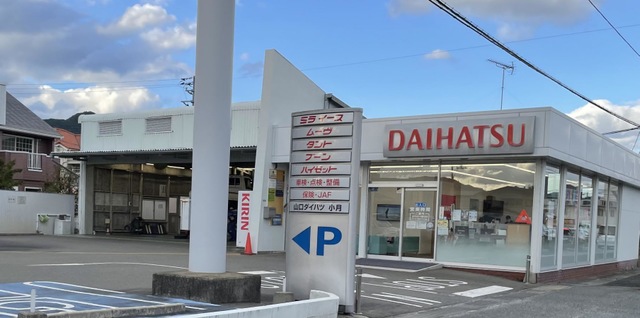 ミライース
ムーヴ
タント
ブーン
ハイゼット
車検・点検・整備
保険・JAF
山口ダイハツ 小月
P
DAIHATSU
KIRIN